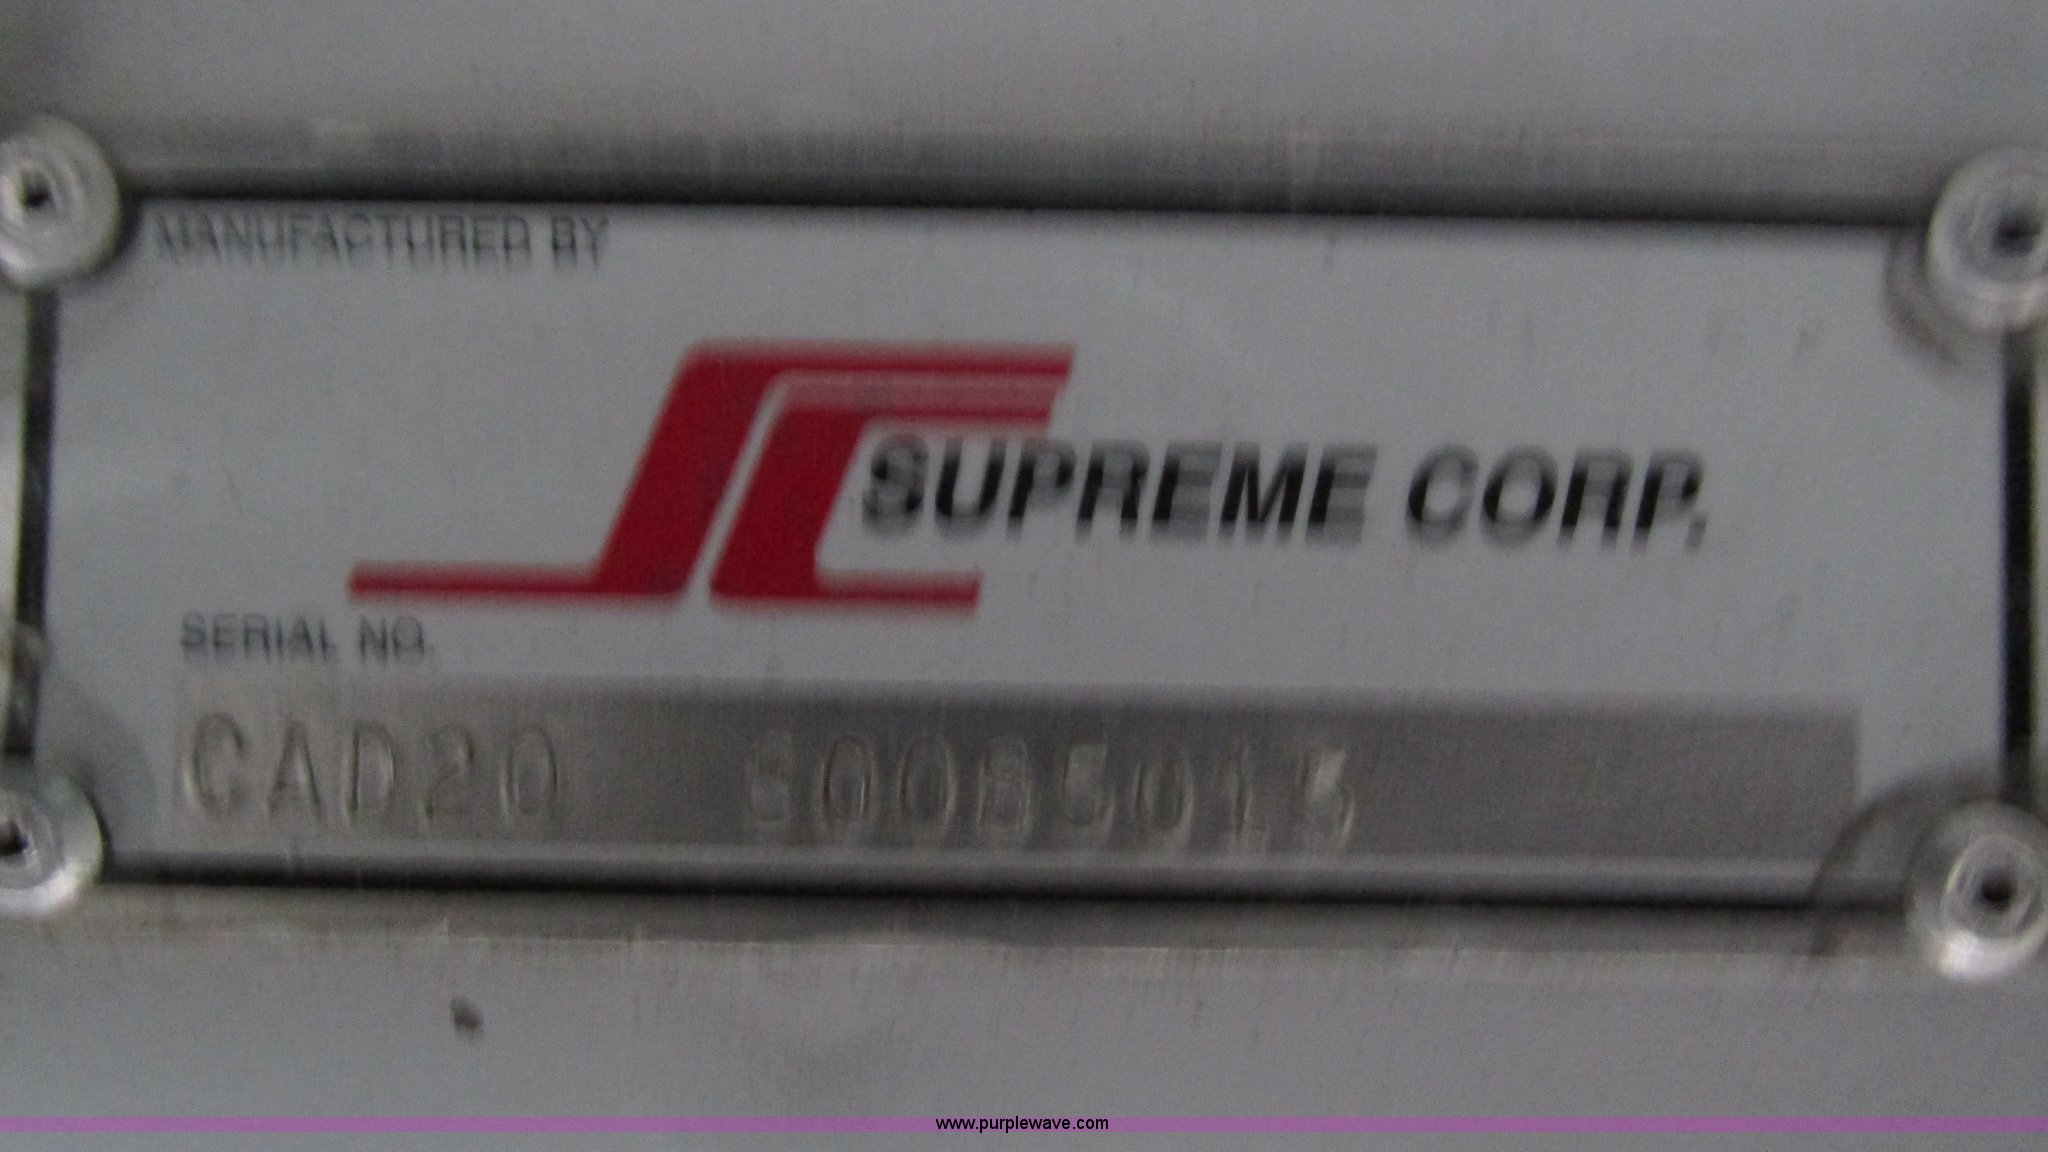 MANUFACTURED BY
SUPREME CORP.
SERIAL NO.
CAD20
www.purplewave.com